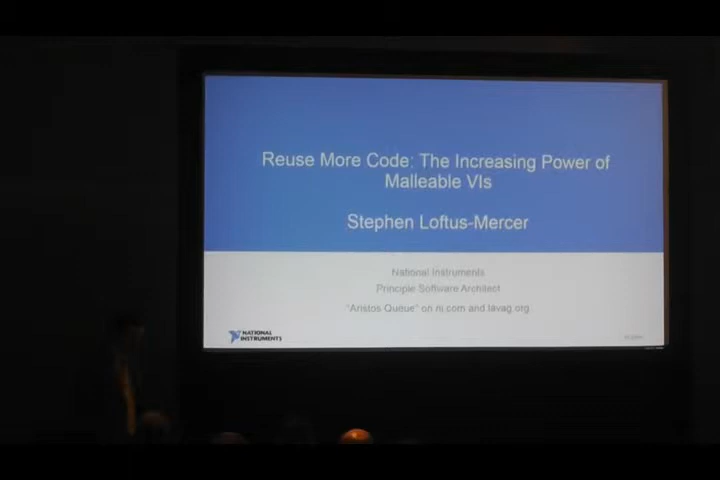 Reuse More Code: The Increasing Power of
Malleable VIs
Stephen Loftus-Mercer
National Instruments
Principle Software Architect
"Aristos Queue" on ni.com and lavag.org
NATIONAL
INSTRUMENTS